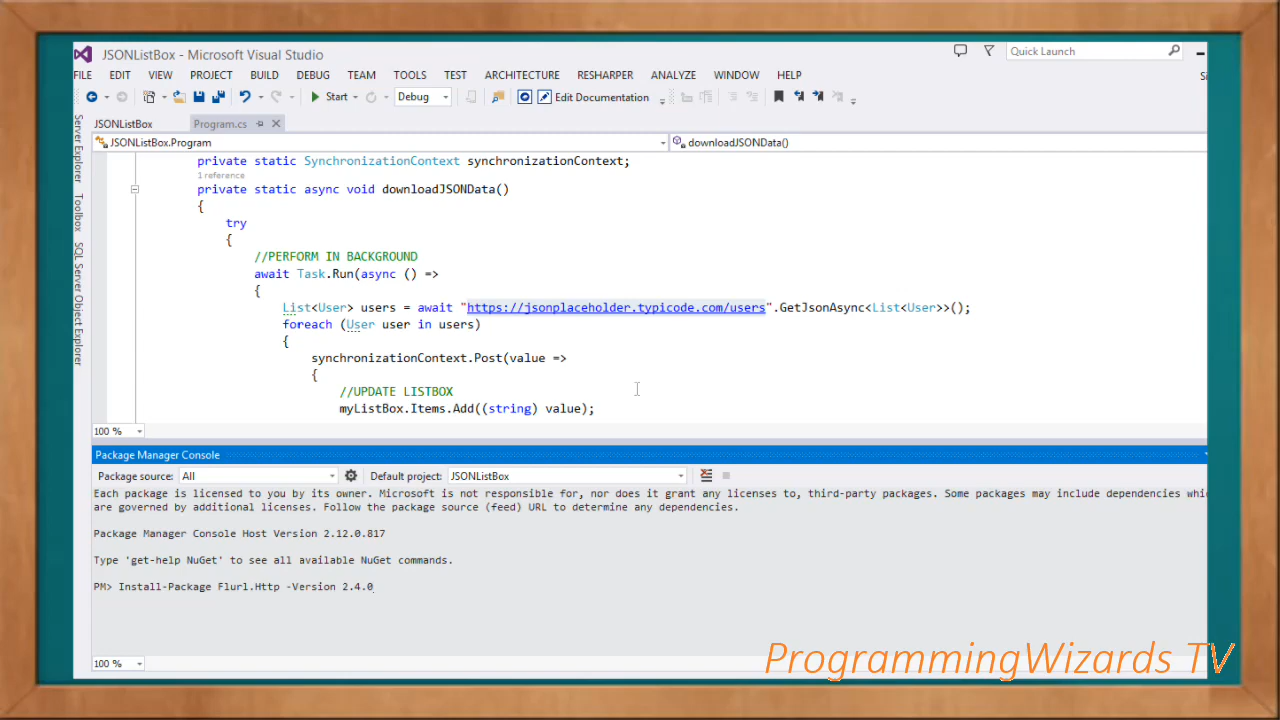 JSONListBox - Microsoft Visual Studio
Quick Launch
FILE EDIT VIEW PROJECT BUILD DEBUG TEAM TOOLS TEST ARCHITECTURE RESHARPER ANALYZE WINDOW HELP
Start Debug Edit Documentation
JSONListBox Program.cs
JSONListBox.Program downloadJSONData()
Server Explorer
Toolbox
SQL Server Object Explorer
private static SynchronizationContext synchronizationContext;
1 reference
private static async void downloadJSONData()
{
try
{
//PERFORM IN BACKGROUND
await Task.Run(async () =>
{
List<User> users = await "https://jsonplaceholder.typicode.com/users".GetJsonAsync<List<User>>();
foreach (User user in users)
{
synchronizationContext.Post(value =>
{
//UPDATE LISTBOX
myListBox.Items.Add((string) value);
100 %
Package Manager Console
Package source: All Default project: JSONListBox
Each package is licensed to you by its owner. Microsoft is not responsible for, nor does it grant any licenses to, third-party packages. Some packages may include dependencies whic
are governed by additional licenses. Follow the package source (feed) URL to determine any dependencies.
Package Manager Console Host Version 2.12.0.817
Type 'get-help NuGet' to see all available NuGet commands.
PM> Install-Package Flurl.Http -Version 2.4.0
100 %
ProgrammingWizards TV